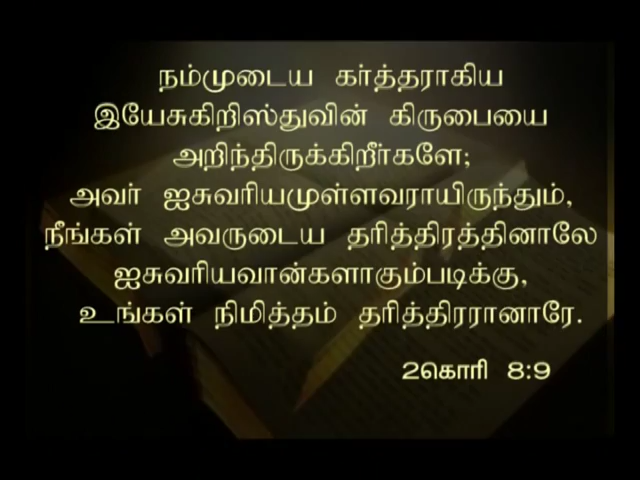 நம்முடைய கர்த்தராகிய
இயேசுகிறிஸ்துவின் கிருபையை
அறிந்திருக்கிறீர்களே;
அவர் ஐசுவரியமுள்ளவராயிருந்தும்,
நீங்கள் அவருடைய தரித்திரத்தினாலே
ஐசுவரியவான்களாகும்படிக்கு,
உங்கள் நிமித்தம் தரித்திரரானாரே.
2கொரி 8:9